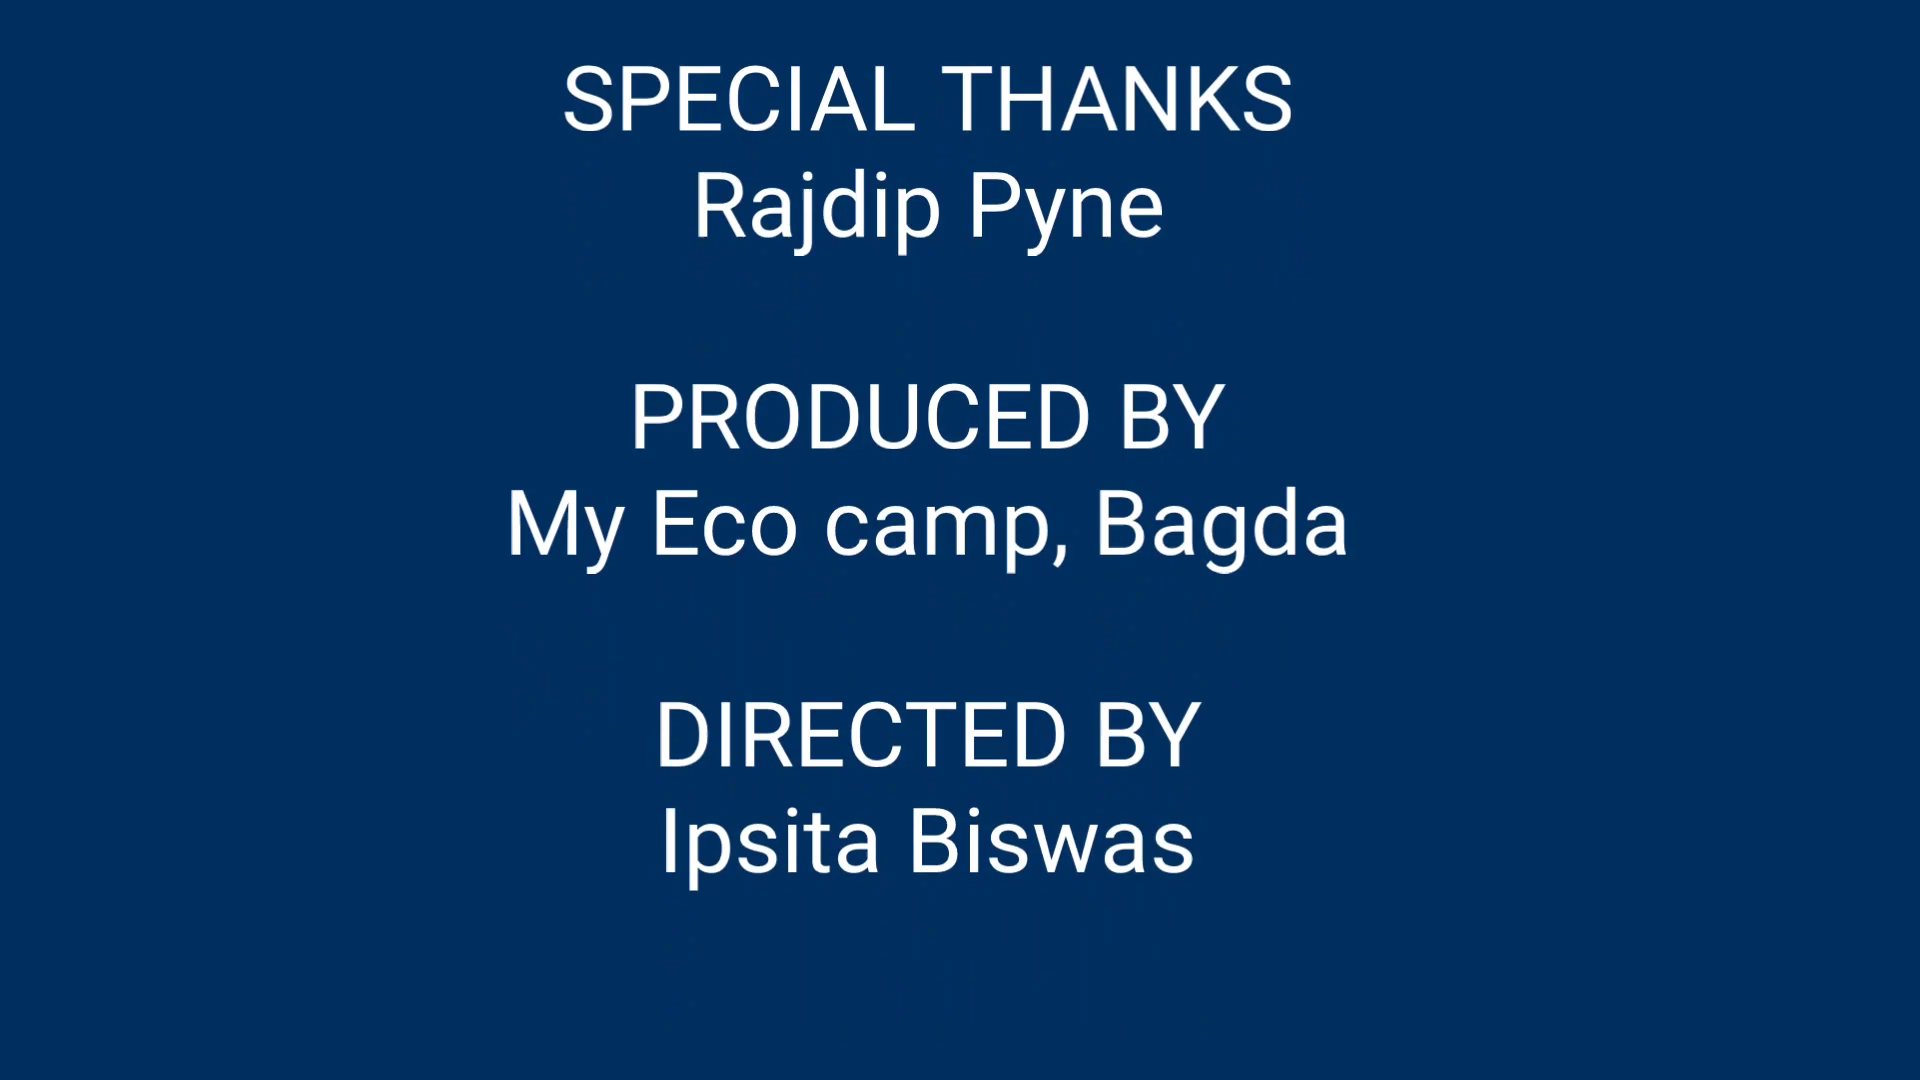 SPECIAL THANKS
Rajdip Pyne
PRODUCED BY
My Eco camp, Bagda
DIRECTED BY
Ipsita Biswas